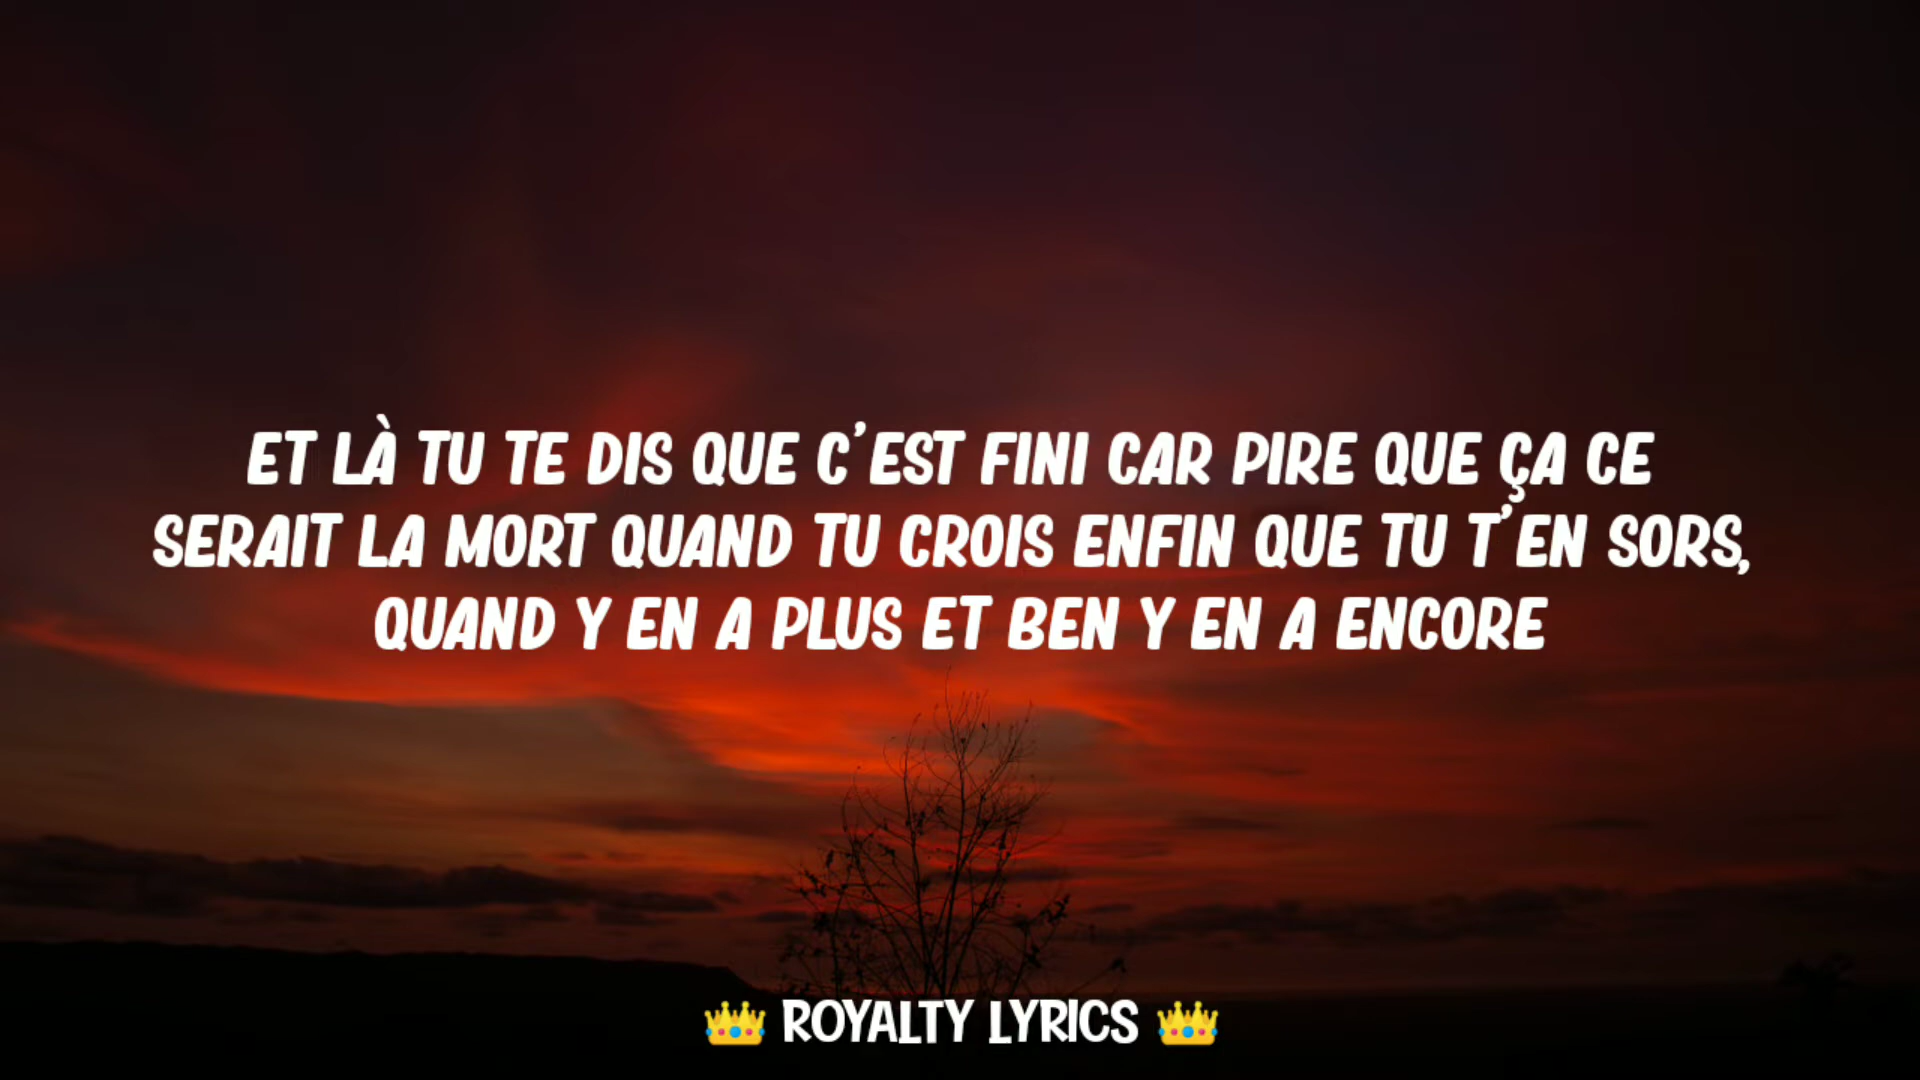 ET LÀ TU TE DIS QUE C'EST FINI CAR PIRE QUE ÇA CE
SERAIT LA MORT QUAND TU CROIS ENFIN QUE TU T'EN SORS,
QUAND Y EN A PLUS ET BEN Y EN A ENCORE
👑 ROYALTY LYRICS 👑